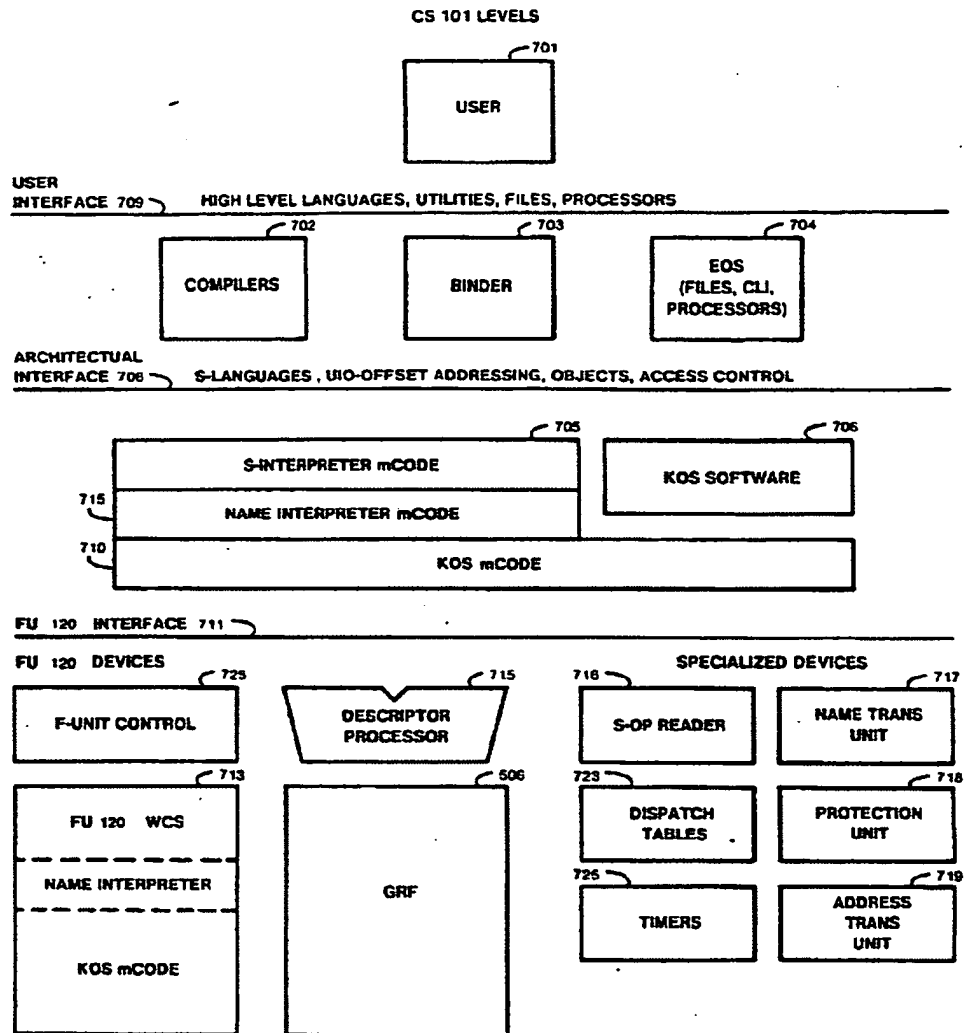 CS 101 LEVELS
701
USER
USER
INTERFACE 709
HIGH LEVEL LANGUAGES, UTILITIES, FILES, PROCESSORS
702
703
704
COMPILERS
BINDER
EOS
(FILES, CLI,
PROCESSORS)
ARCHITECTUAL
INTERFACE 708
S-LANGUAGES , UIO-OFFSET ADDRESSING, OBJECTS, ACCESS CONTROL
705
706
S-INTERPRETER mCODE
KOS SOFTWARE
715
NAME INTERPRETER mCODE
710
KOS mCODE
FU 120 INTERFACE 711
FU 120 DEVICES
SPECIALIZED DEVICES
725
715
716
717
F-UNIT CONTROL
DESCRIPTOR
PROCESSOR
S-OP READER
NAME TRANS
UNIT
713
506
723
718
FU 120 WCS
DISPATCH
TABLES
PROTECTION
UNIT
NAME INTERPRETER
GRF
725
719
TIMERS
ADDRESS
TRANS
UNIT
KOS mCODE